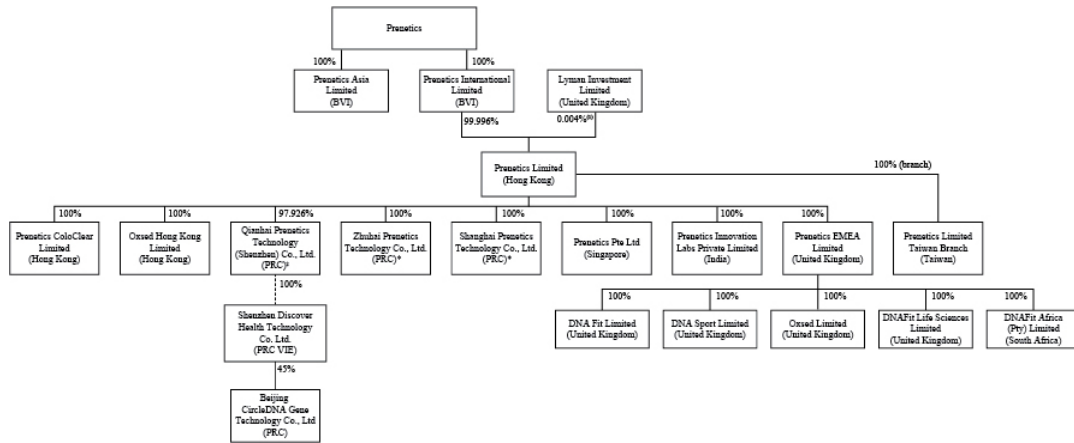 Prenetics
100%
100%
Prenetics Asia
Limited
(BVI)
Prenetics International
Limited
(BVI)
Lyman Investment
Limited
(United Kingdom)
99.996%
Prenetics Limited
(Hong Kong)
0.004%
100% (branch)
100%
100%
97.926%
100%
100%
100%
100%
100%
Prenetics ColoClear
Limited
(Hong Kong)
Oxsed Hong Kong
Limited
(Hong Kong)
Qianhai Prenetics
Technology
(Shenzhen) Co., Ltd.
(PRC)
Zhuhai Prenetics
Technology Co., Ltd.
(PRC)*
Shanghai Prenetics
Technology Co., Ltd.
(PRC)*
Prenetics Pte Ltd
(Singapore)
Prenetics Innovation
Labs Private Limited
(India)
Prenetics EMEA
Limited
(United Kingdom)
Prenetics Limited
Taiwan Branch
(Taiwan)
100%
Shenzhen Discover
Health Technology
Co. Ltd.
(PRC VIE)
45%
Beijing
CircleDNA Gene
Technology Co., Ltd
(PRC)
100%
100%
100%
100%
100%
DNA Fit Limited
(United Kingdom)
DNA Sport Limited
(United Kingdom)
Oxsed Limited
(United Kingdom)
DNAFit Life Sciences
Limited
(United Kingdom)
DNAFit Africa
(Pty) Limited
(South Africa)